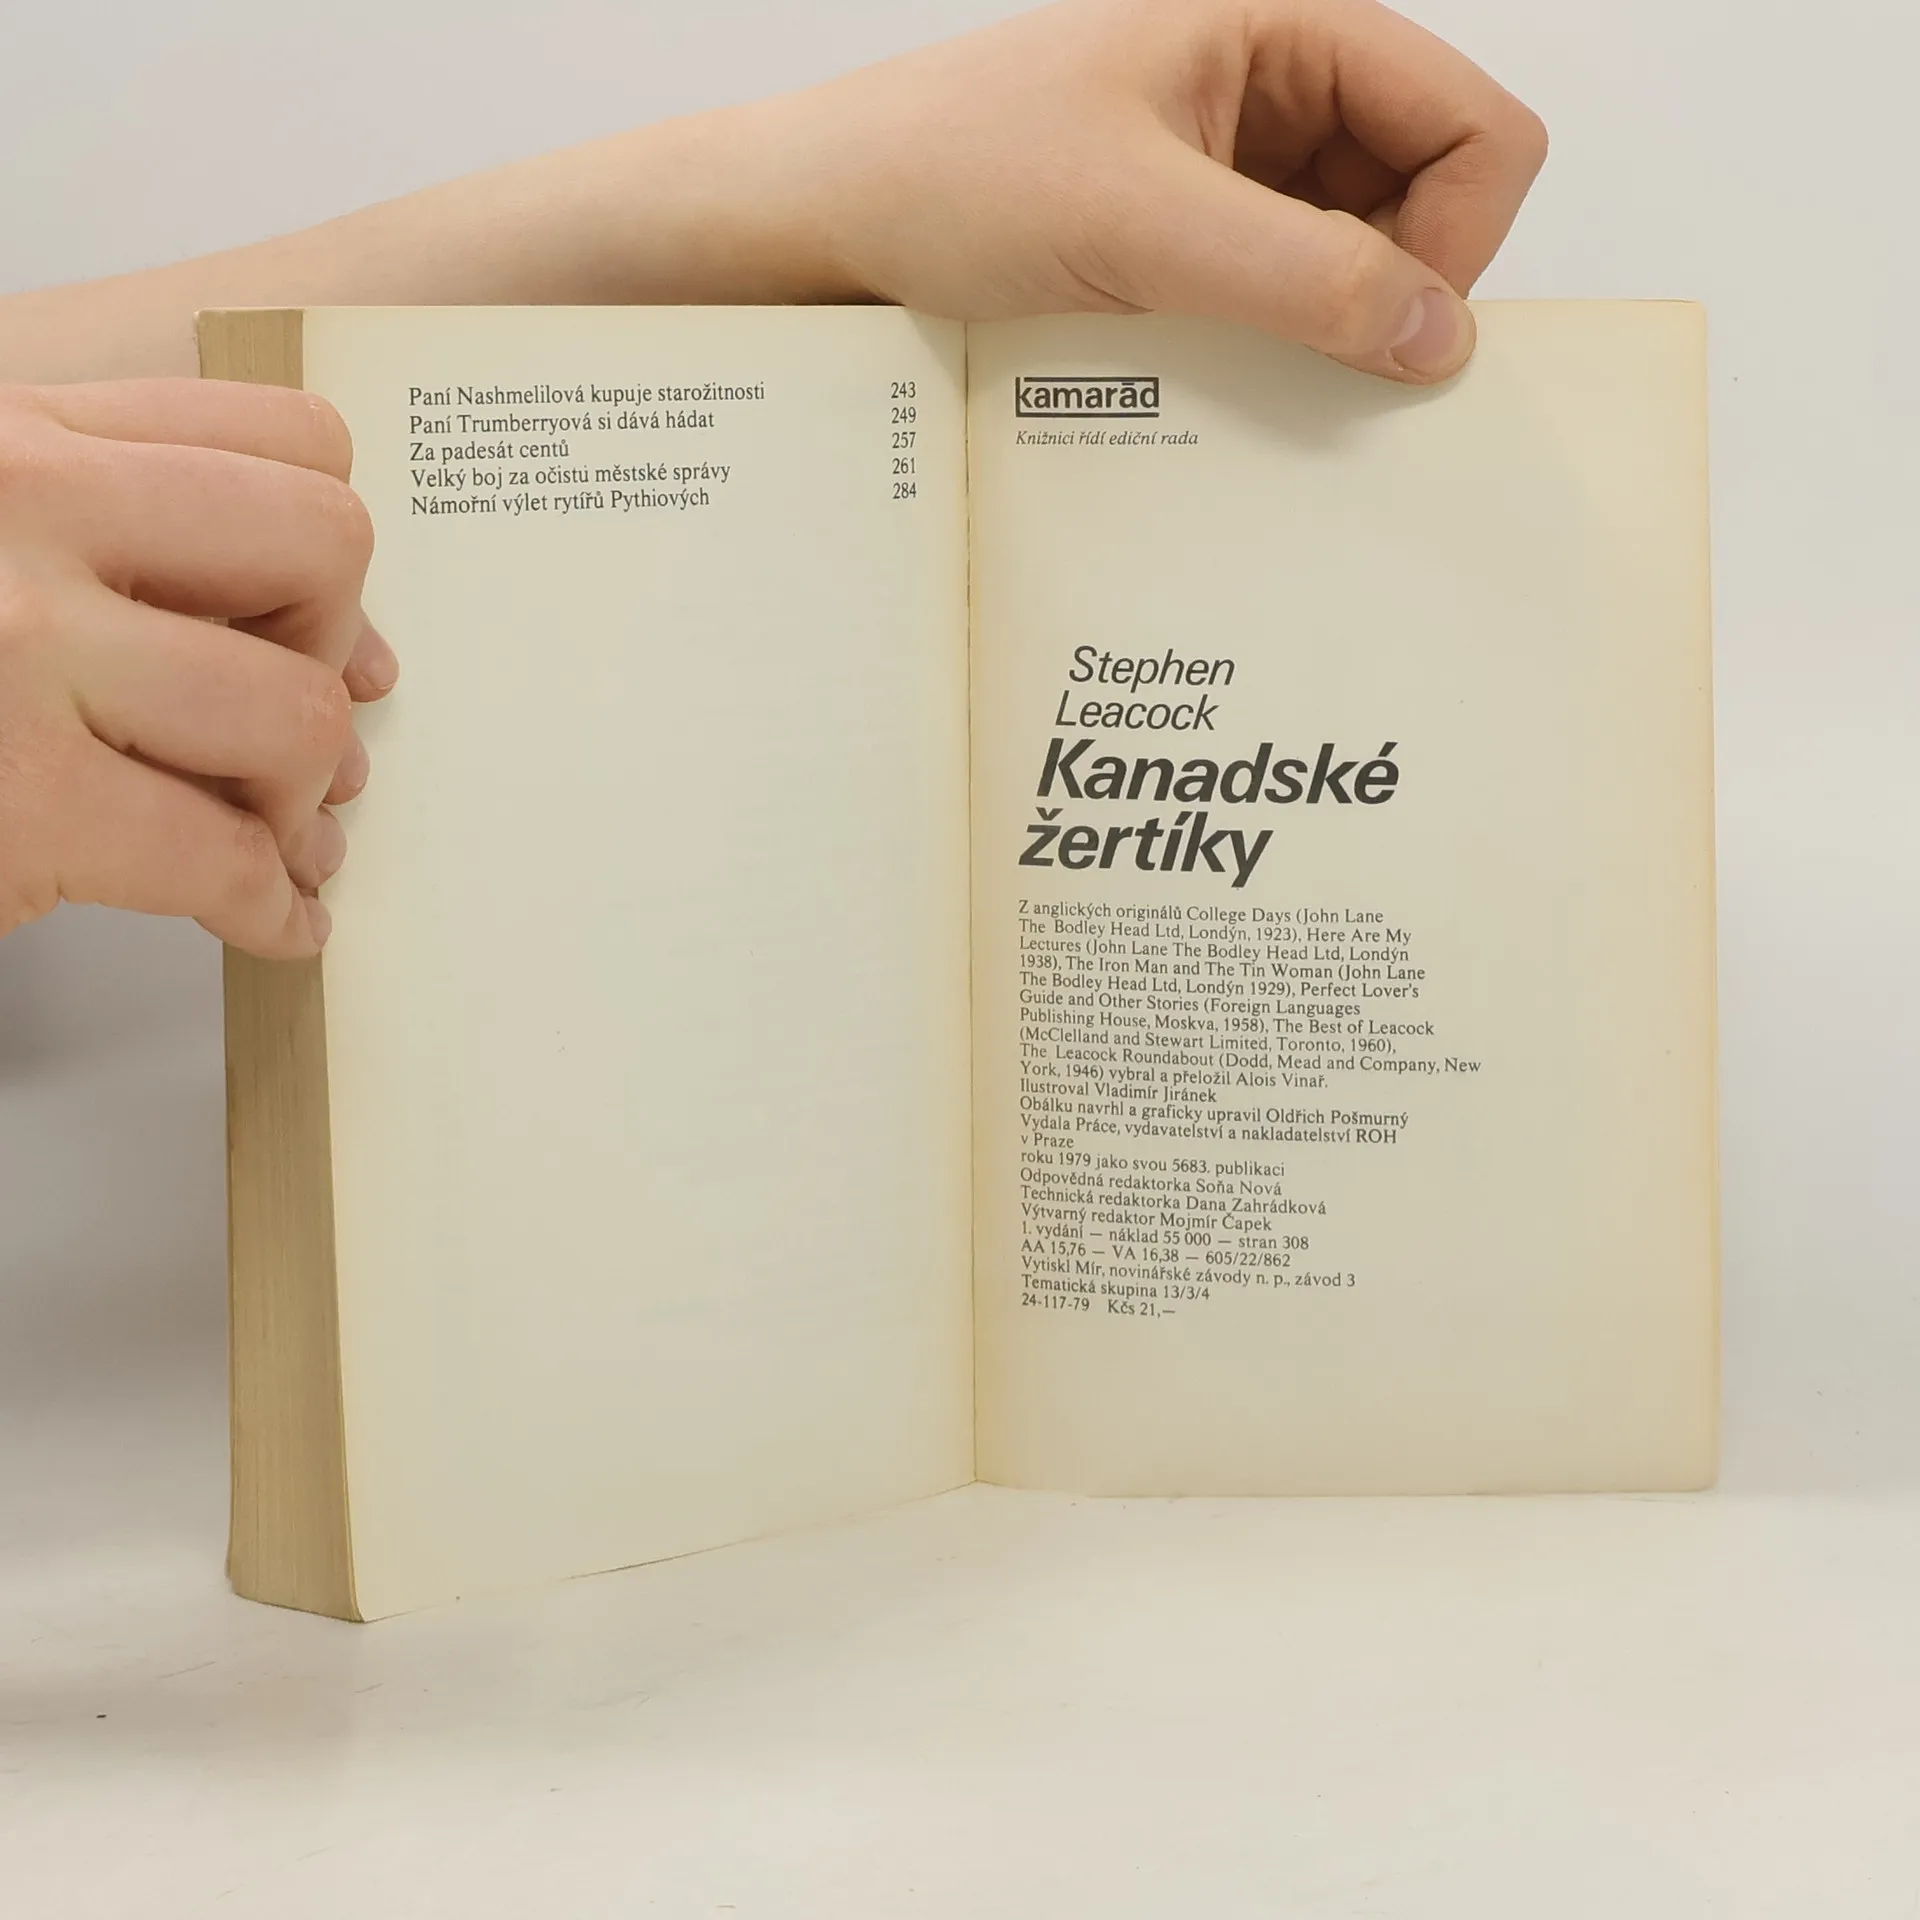 Paní Nashmelilová kupuje starožitnosti 243
Paní Trumberryová si dává hádat 249
Za padesát centů 257
Velký boj za očistu městské správy 261
Námořní výlet rytířů Pythiových 284
kamarád
Knižnici řídí ediční rada
Stephen
Leacock
Kanadské
žertíky
Z anglických originálů College Days (John Lane
The Bodley Head Ltd, Londýn, 1923), Here Are My
Lectures (John Lane The Bodley Head Ltd, Londýn
1938), The Iron Man and The Tin Woman (John Lane
The Bodley Head Ltd, Londýn 1929), Perfect Lover's
Guide and Other Stories (Foreign Languages
Publishing House, Moskva, 1958), The Best of Leacock
(McClelland and Stewart Limited, Toronto, 1960),
The Leacock Roundabout (Dodd, Mead and Company, New
York, 1946) vybral a přeložil Alois Vinař.
Ilustroval Vladimír Jiránek
Obálku navrhl a graficky upravil Oldřich Pošmurný
Vydala Práce, vydavatelství a nakladatelství ROH
v Praze
roku 1979 jako svou 5683. publikaci
Odpovědná redaktorka Soňa Nová
Technická redaktorka Dana Zahrádková
Výtvarný redaktor Mojmír Čapek
1. vydání — náklad 55 000 — stran 308
AA 15,76 — VA 16,38 — 605/22/862
Vytiskl Mír, novinářské závody n. p., závod 3
Tematická skupina 13/3/4
24-117-79 Kčs 21,—